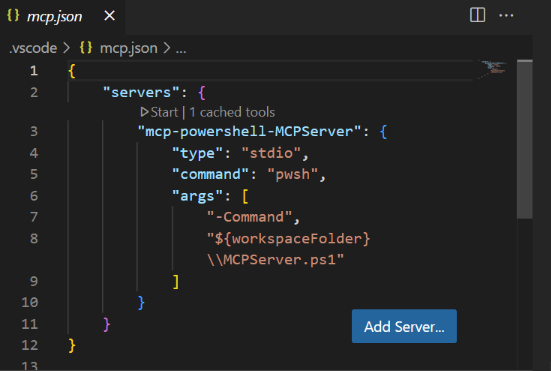 {} mcp.json ×
.vscode > {} mcp.json > ...
1 {
2 "servers": {
▷Start | 1 cached tools
3 "mcp-powershell-MCPServer": {
4 "type": "stdio",
5 "command": "pwsh",
6 "args": [
7 "-Command",
8 "${workspaceFolder}
\\MCPServer.ps1"
9 ]
10 }
11 }
12 }
13
Add Server...